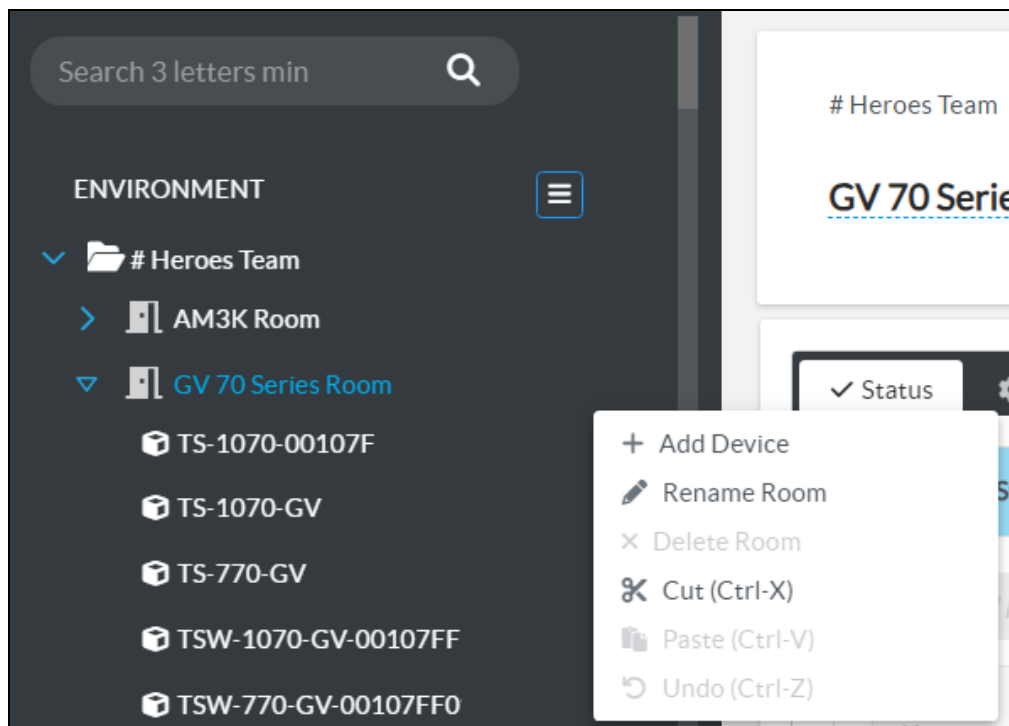 Search 3 letters min
ENVIRONMENT
# Heroes Team
AM3K Room
GV 70 Series Room
TS-1070-00107F
TS-1070-GV
TS-770-GV
TSW-1070-GV-00107FF
TSW-770-GV-00107FF0
# Heroes Team
GV 70 Serie
Status
Add Device
Rename Room
Delete Room
Cut (Ctrl-X)
Paste (Ctrl-V)
Undo (Ctrl-Z)